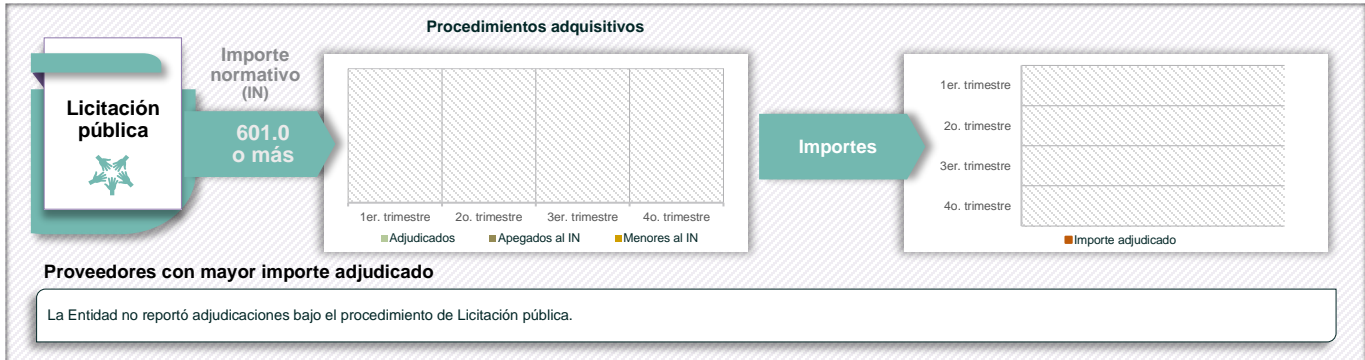 Procedimientos adquisitivos
Licitación
pública
Importe
normativo
(IN)
601.0
o más
1er. trimestre
2o. trimestre
3er. trimestre
4o. trimestre
Adjudicados
Apegados al IN
Menores al IN
Importes
1er. trimestre
2o. trimestre
3er. trimestre
4o. trimestre
Importe adjudicado
Proveedores con mayor importe adjudicado
La Entidad no reportó adjudicaciones bajo el procedimiento de Licitación pública.